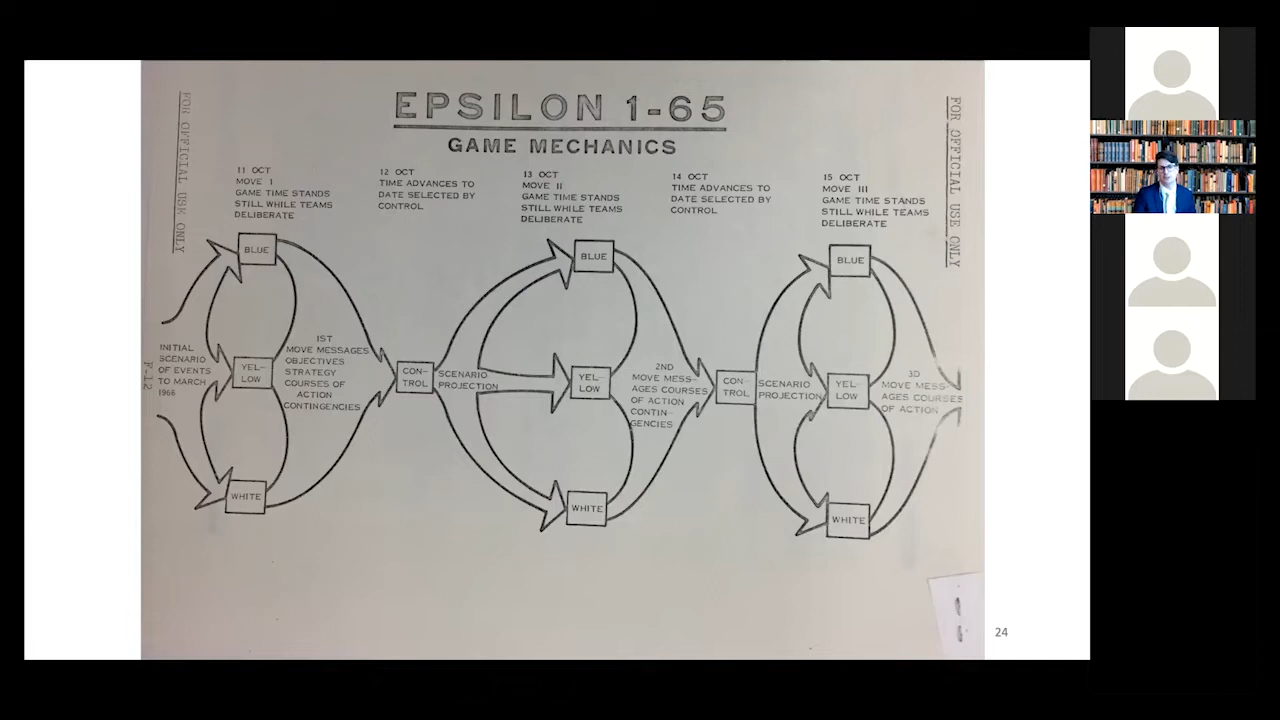 EPSILON 1-65
GAME MECHANICS
FOR OFFICIAL USE ONLY
FOR OFFICIAL USE ONLY
11 OCT
MOVE I
GAME TIME STANDS
STILL WHILE TEAMS
DELIBERATE
12 OCT
TIME ADVANCES TO
DATE SELECTED BY
CONTROL
13 OCT
MOVE II
GAME TIME STANDS
STILL WHILE TEAMS
DELIBERATE
14 OCT
TIME ADVANCES TO
DATE SELECTED BY
CONTROL
15 OCT
MOVE III
GAME TIME STANDS
STILL WHILE TEAMS
DELIBERATE
F-12
INITIAL
SCENARIO
OF EVENTS
TO MARCH
1966
BLUE
YEL-
LOW
WHITE
1ST
MOVE MESSAGES
OBJECTIVES
STRATEGY
COURSES OF
ACTION
CONTINGENCIES
CON-
TROL
SCENARIO
PROJECTION
BLUE
YEL-
LOW
WHITE
2ND
MOVE MESS-
AGES COURSES
OF ACTION
CONTIN-
GENCIES
CON-
TROL
SCENARIO
PROJECTION
BLUE
YEL-
LOW
WHITE
3D
MOVE MESS-
AGES COURSES
OF ACTION
24